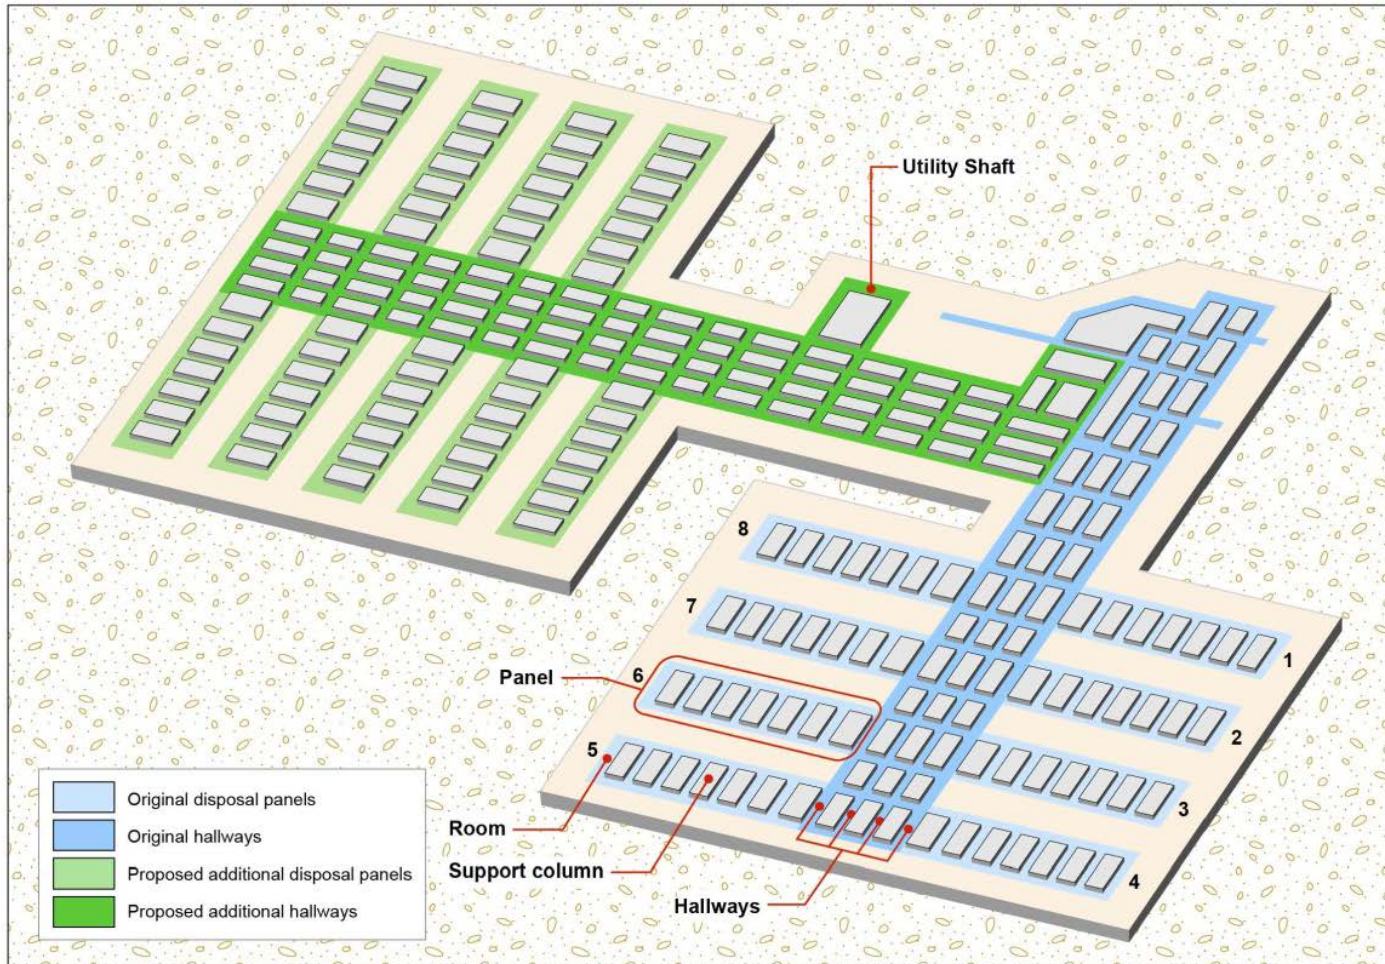 Utility Shaft
8
7
1
Panel
6
2
5
3
Room
Support column
4
Hallways
Original disposal panels
Original hallways
Proposed additional disposal panels
Proposed additional hallways